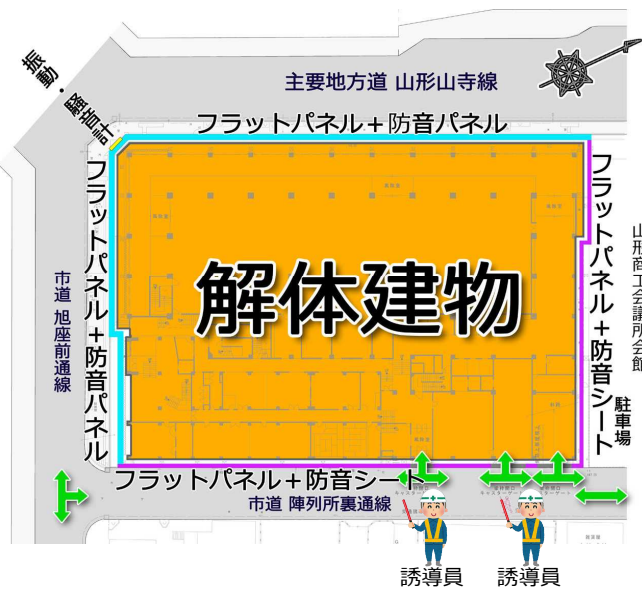 主要地方道 山形山寺線
振動・騒音計
フラットパネル＋防音パネル
フラットパネル＋防音パネル
市道 旭座前通線
解体建物
フラットパネル＋防音シート
山形商工会議所会館
駐車場
フラットパネル＋防音シート
市道 陣列所裏通線
誘導員
誘導員